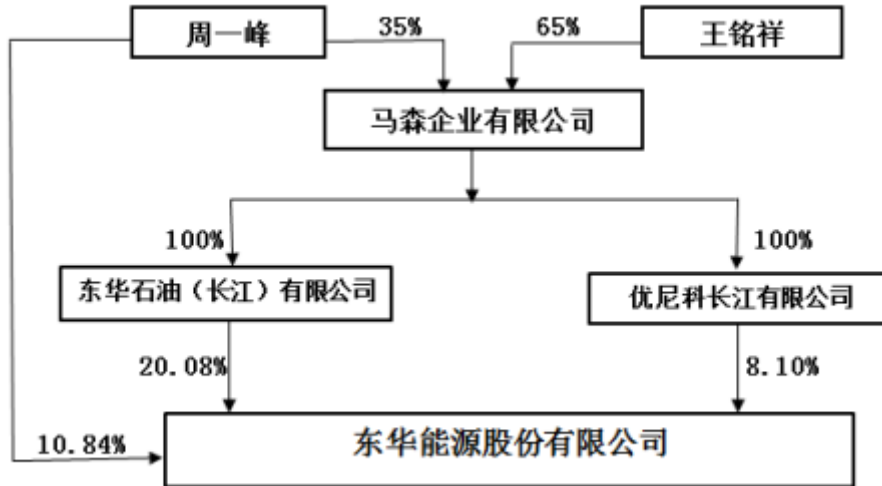 周一峰
35%
65%
王铭祥
马森企业有限公司
100%
100%
东华石油（长江）有限公司
优尼科长江有限公司
20.08%
8.10%
东华能源股份有限公司
10.84%